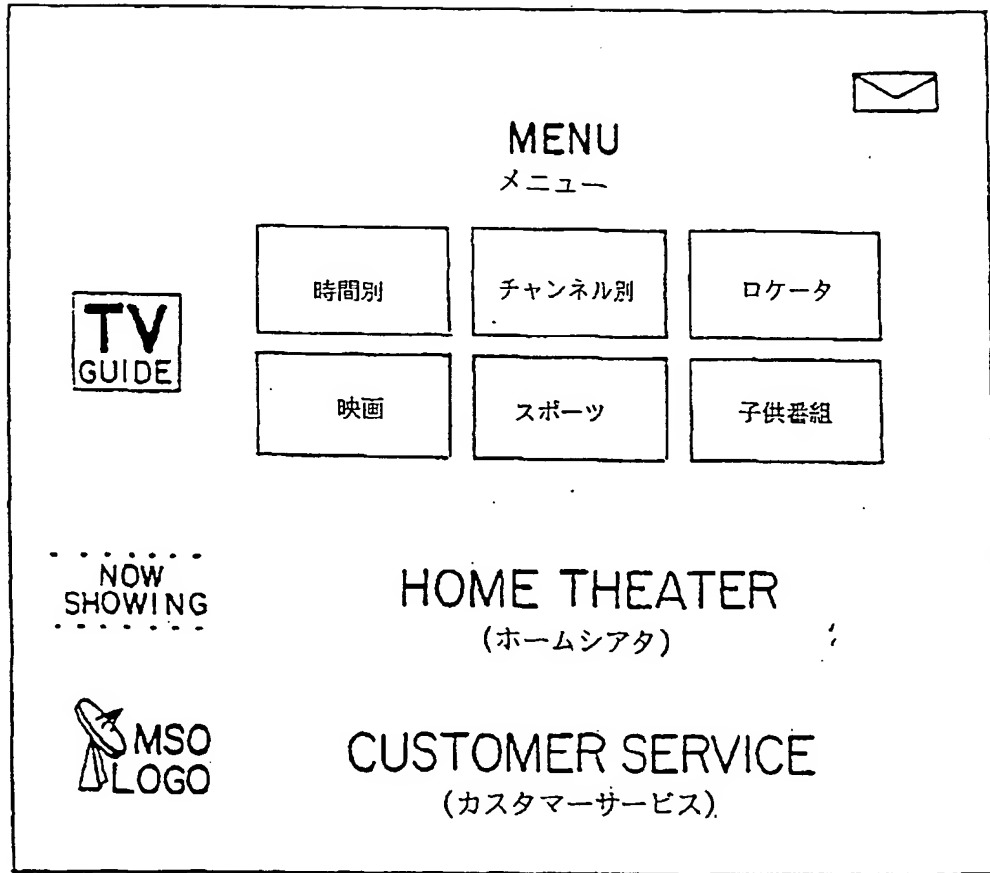 MENU
メニュー
時間別
チャンネル別
ロケータ
TV
GUIDE
映画
スポーツ
子供番組
NOW
SHOWING
HOME THEATER
(ホームシアタ)
MSO
LOGO
CUSTOMER SERVICE
(カスタマーサービス)